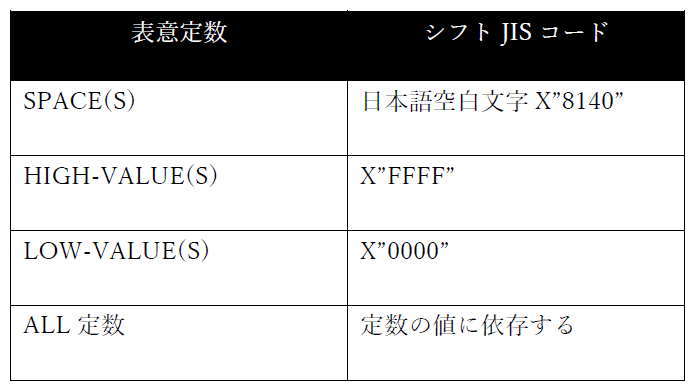 表意定数 シフト JIS コード
SPACE(S) 日本語空白文字 X”8140”
HIGH-VALUE(S) X”FFFF”
LOW-VALUE(S) X”0000”
ALL 定数 定数の値に依存する